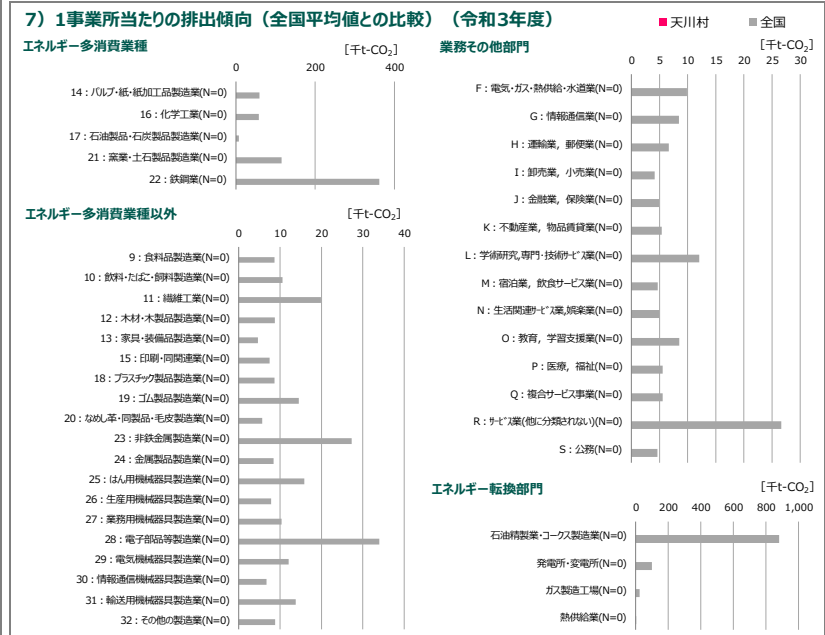 7）1事業所当たりの排出傾向（全国平均値との比較）（令和3年度）
■天川村 ■全国
エネルギー多消費業種
[千t-CO₂]
0 200 400
14：パルプ・紙・紙加工品製造業(N=0)
16：化学工業(N=0)
17：石油製品・石炭製品製造業(N=0)
21：窯業・土石製品製造業(N=0)
22：鉄鋼業(N=0)
エネルギー多消費業種以外
[千t-CO₂]
0 10 20 30 40
9：食料品製造業(N=0)
10：飲料・たばこ・飼料製造業(N=0)
11：繊維工業(N=0)
12：木材・木製品製造業(N=0)
13：家具・装備品製造業(N=0)
15：印刷・同関連業(N=0)
18：プラスチック製品製造業(N=0)
19：ゴム製品製造業(N=0)
20：なめし革・同製品・毛皮製造業(N=0)
23：非鉄金属製造業(N=0)
24：金属製品製造業(N=0)
25：はん用機械器具製造業(N=0)
26：生産用機械器具製造業(N=0)
27：業務用機械器具製造業(N=0)
28：電子部品等製造業(N=0)
29：電気機械器具製造業(N=0)
30：情報通信機械器具製造業(N=0)
31：輸送用機械器具製造業(N=0)
32：その他の製造業(N=0)
業務その他部門
[千t-CO₂]
0 5 10 15 20 25 30
F：電気・ガス・熱供給・水道業(N=0)
G：情報通信業(N=0)
H：運輸業，郵便業(N=0)
I：卸売業，小売業(N=0)
J：金融業，保険業(N=0)
K：不動産業，物品賃貸業(N=0)
L：学術研究,専門・技術ｻｰﾋﾞｽ業(N=0)
M：宿泊業，飲食サービス業(N=0)
N：生活関連ｻｰﾋﾞｽ業,娯楽業(N=0)
O：教育，学習支援業(N=0)
P：医療，福祉(N=0)
Q：複合サービス事業(N=0)
R：ｻｰﾋﾞｽ業(他に分類されない)(N=0)
S：公務(N=0)
エネルギー転換部門
[千t-CO₂]
0 200 400 600 800 1,000
石油精製業・コークス製造業(N=0)
発電所・変電所(N=0)
ガス製造工場(N=0)
熱供給業(N=0)